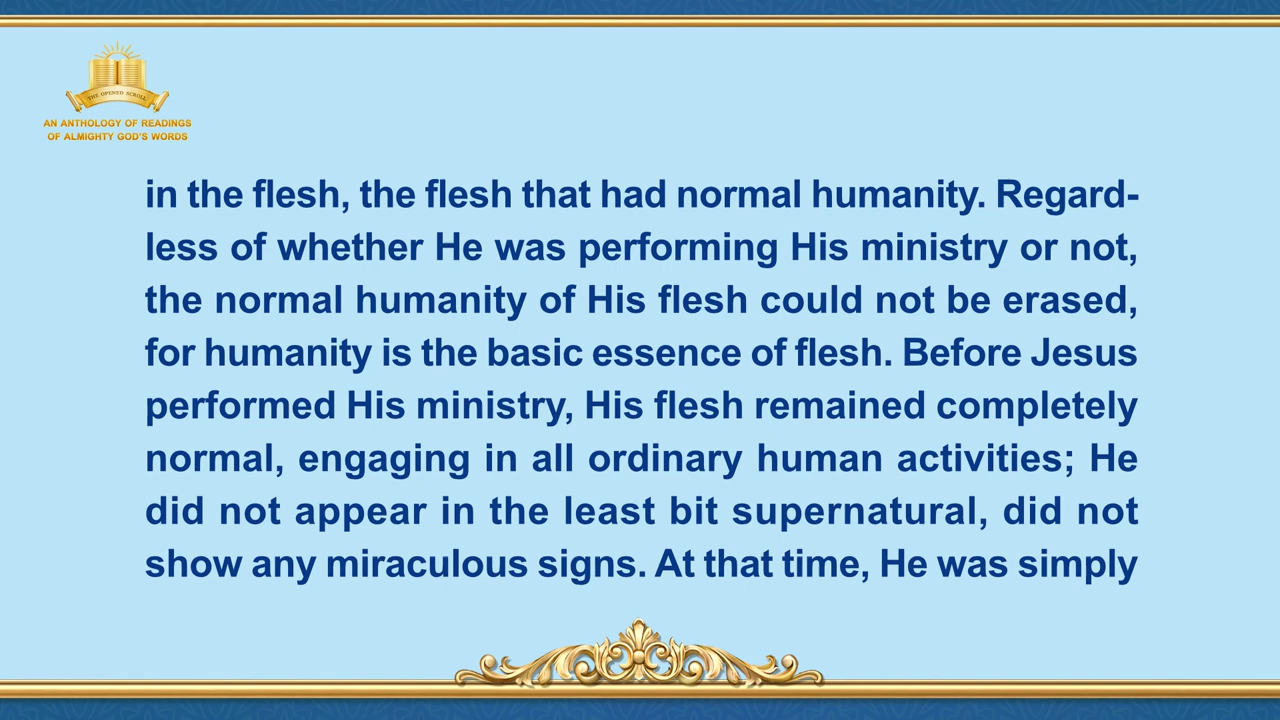 THE OPENED SCROLL
AN ANTHOLOGY OF READINGS
OF ALMIGHTY GOD'S WORDS
in the flesh, the flesh that had normal humanity. Regard-
less of whether He was performing His ministry or not,
the normal humanity of His flesh could not be erased,
for humanity is the basic essence of flesh. Before Jesus
performed His ministry, His flesh remained completely
normal, engaging in all ordinary human activities; He
did not appear in the least bit supernatural, did not
show any miraculous signs. At that time, He was simply